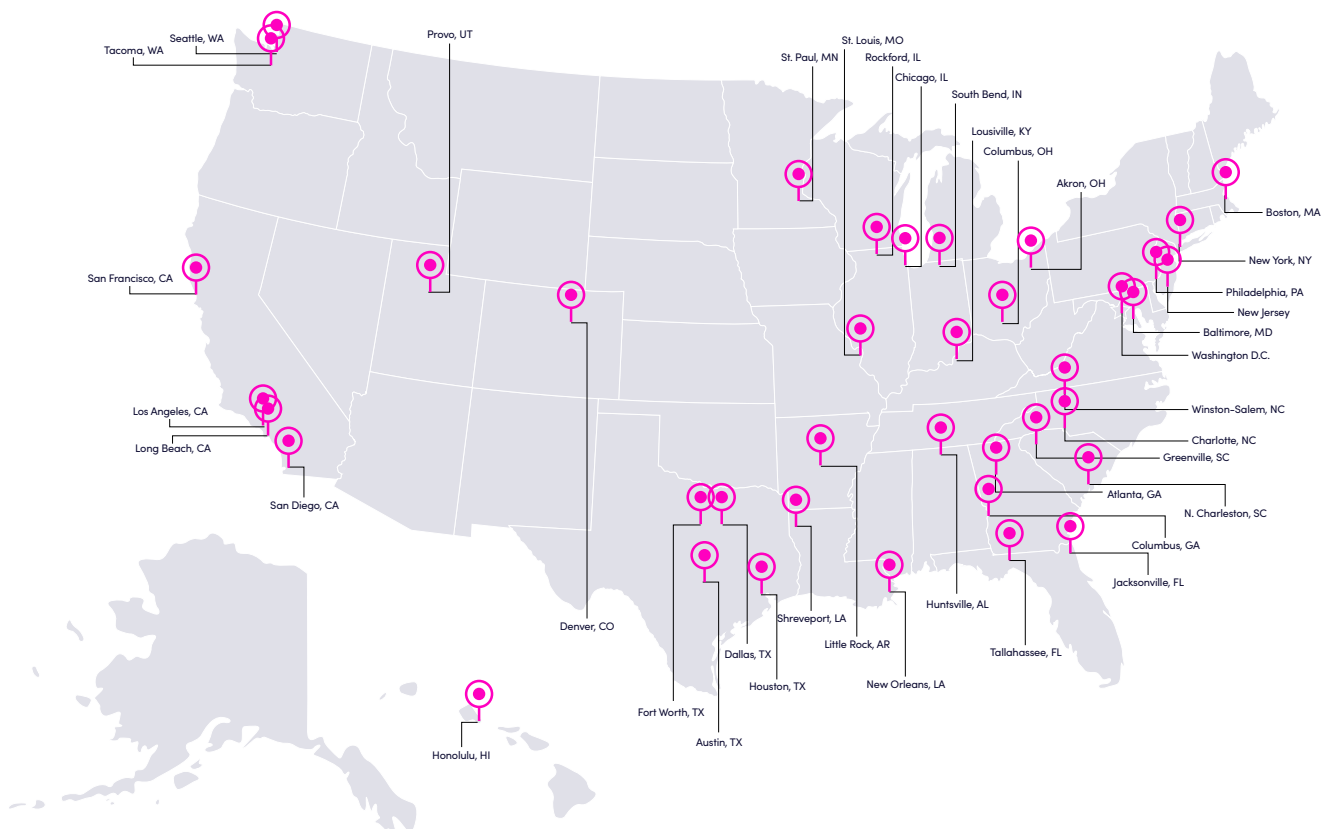 Provo, UT
St. Louis, MO
Seattle, WA
Tacoma, WA
St. Paul, MN
Rockford, IL
Chicago, IL
South Bend, IN
Lousiville, KY
Columbus, OH
Akron, OH
Boston, MA
New York, NY
San Francisco, CA
Philadelphia, PA
New Jersey
Baltimore, MD
Washington D.C.
Los Angeles, CA
Winston-Salem, NC
Long Beach, CA
Charlotte, NC
Greenville, SC
Atlanta, GA
San Diego, CA
N. Charleston, SC
Columbus, GA
Jacksonville, FL
Huntsville, AL
Shreveport, LA
Denver, CO
Little Rock, AR
Tallahassee, FL
Dallas, TX
New Orleans, LA
Houston, TX
Fort Worth, TX
Austin, TX
Honolulu, HI